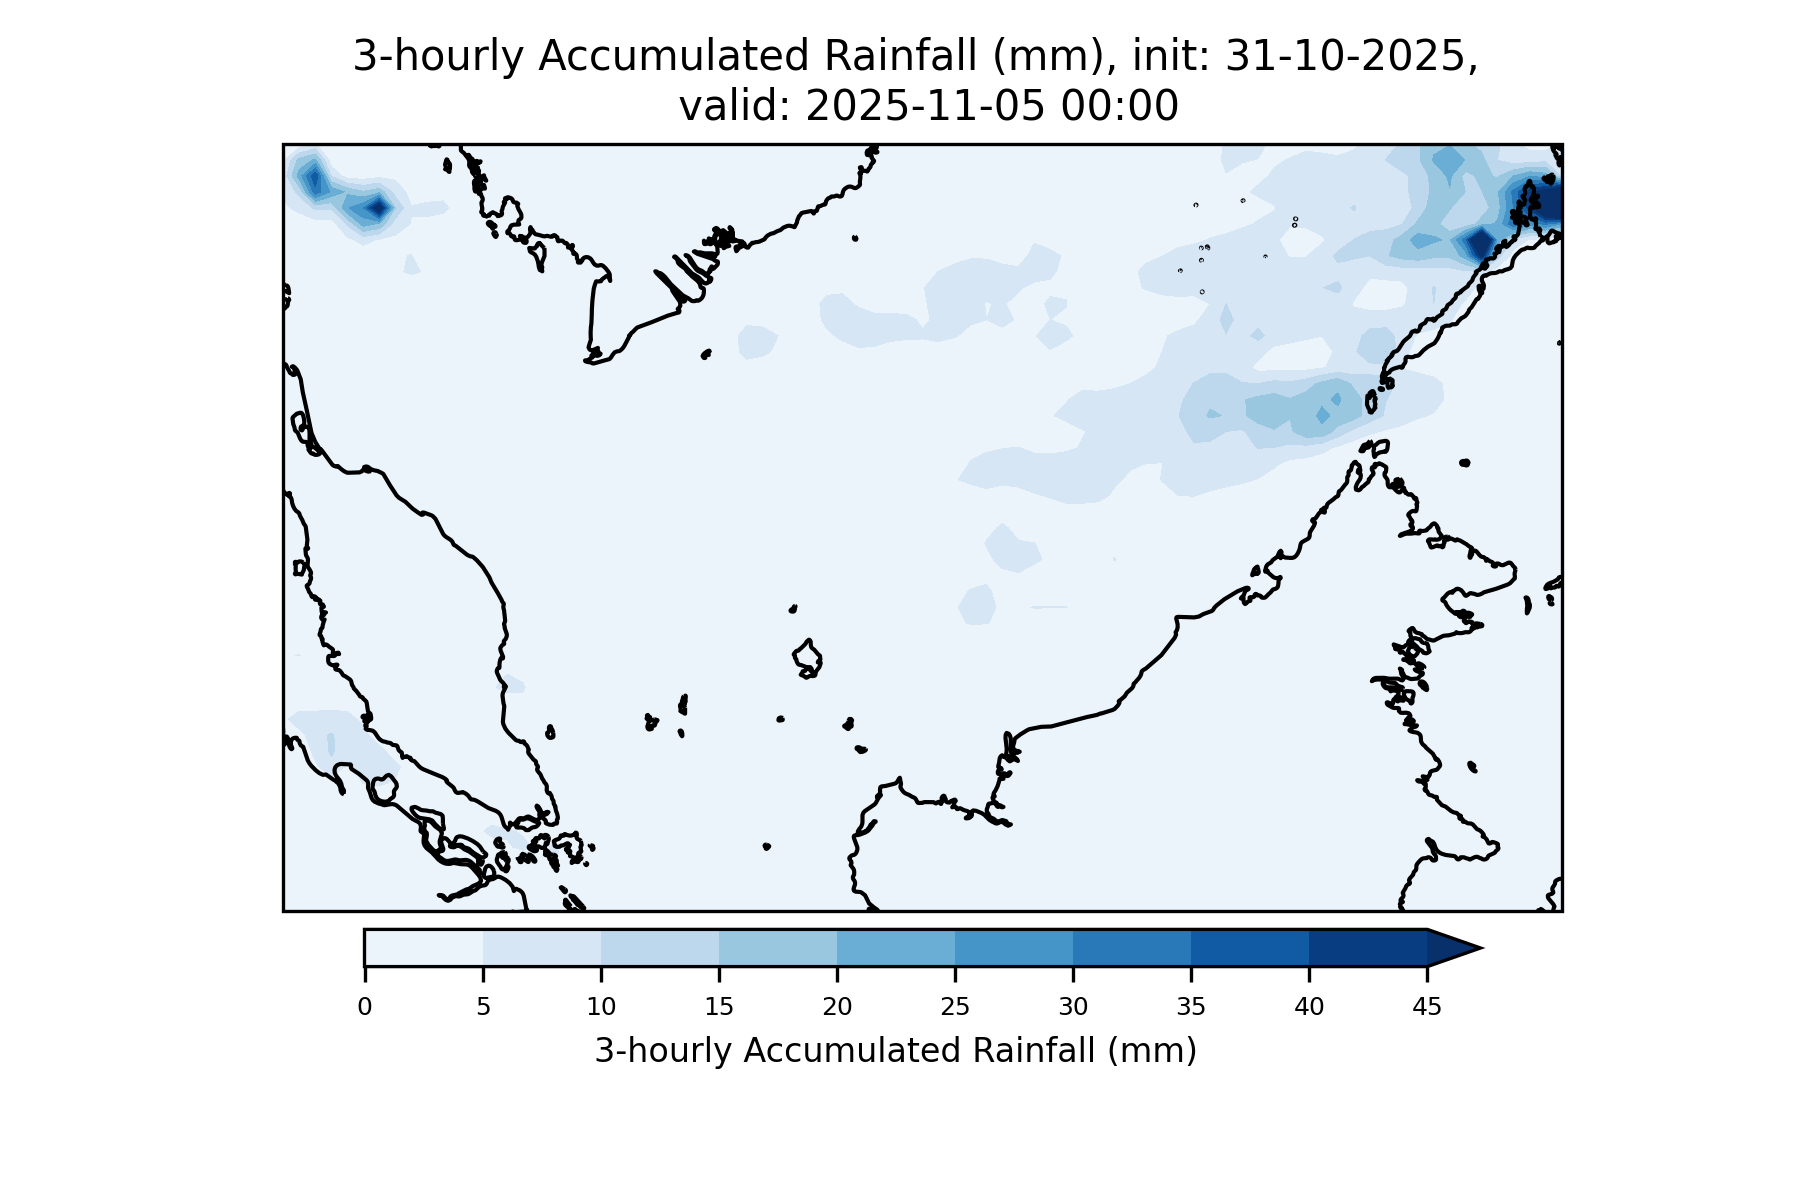 3-hourly Accumulated Rainfall (mm), init: 31-10-2025,
valid: 2025-11-05 00:00
0 5 10 15 20 25 30 35 40 45
3-hourly Accumulated Rainfall (mm)